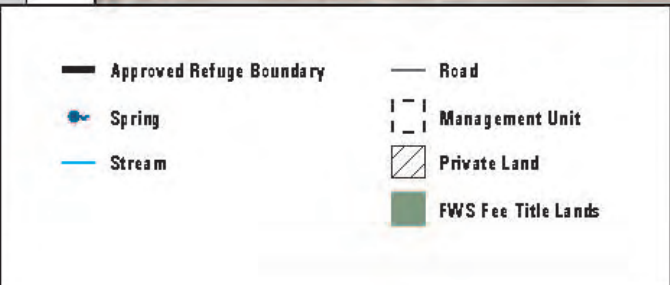 Approved Refuge Boundary
Spring
Stream
Road
Management Unit
Private Land
FWS Fee Title Lands